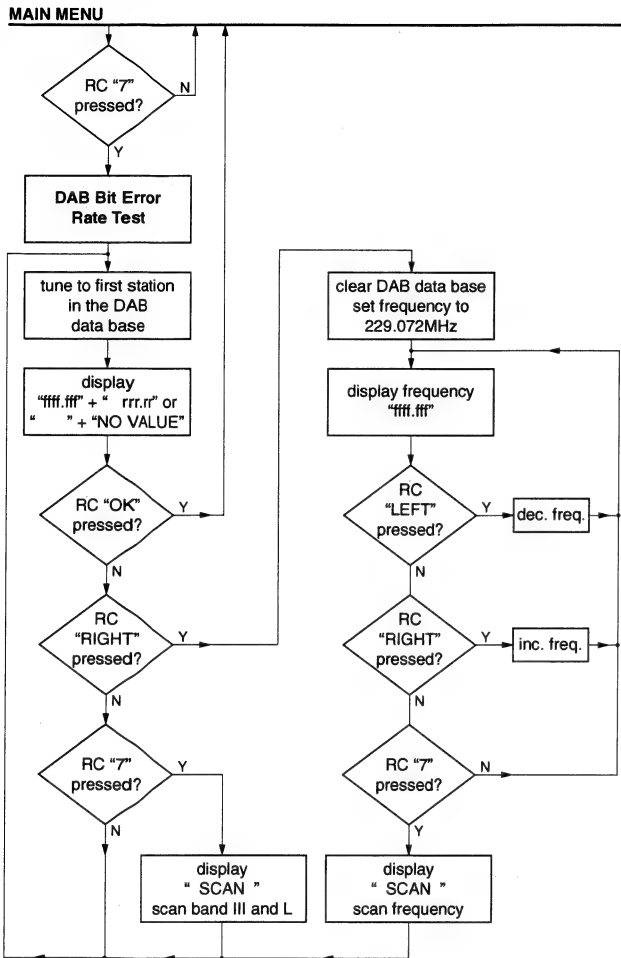 MAIN MENU
RC “7”
pressed?
N
Y
DAB Bit Error
Rate Test
tune to first station
in the DAB
data base
display
“ffff.fff” + “ rrr.rr” or
“ ” + “NO VALUE”
RC “OK”
pressed?
Y
N
RC
“RIGHT”
pressed?
Y
N
RC “7”
pressed?
Y
N
display
“ SCAN ”
scan band III and L
clear DAB data base
set frequency to
229.072MHz
display frequency
“ffff.fff”
RC
“LEFT”
pressed?
Y
dec. freq.
N
RC
“RIGHT”
pressed?
Y
inc. freq.
N
RC “7”
pressed?
N
Y
display
“ SCAN ”
scan frequency